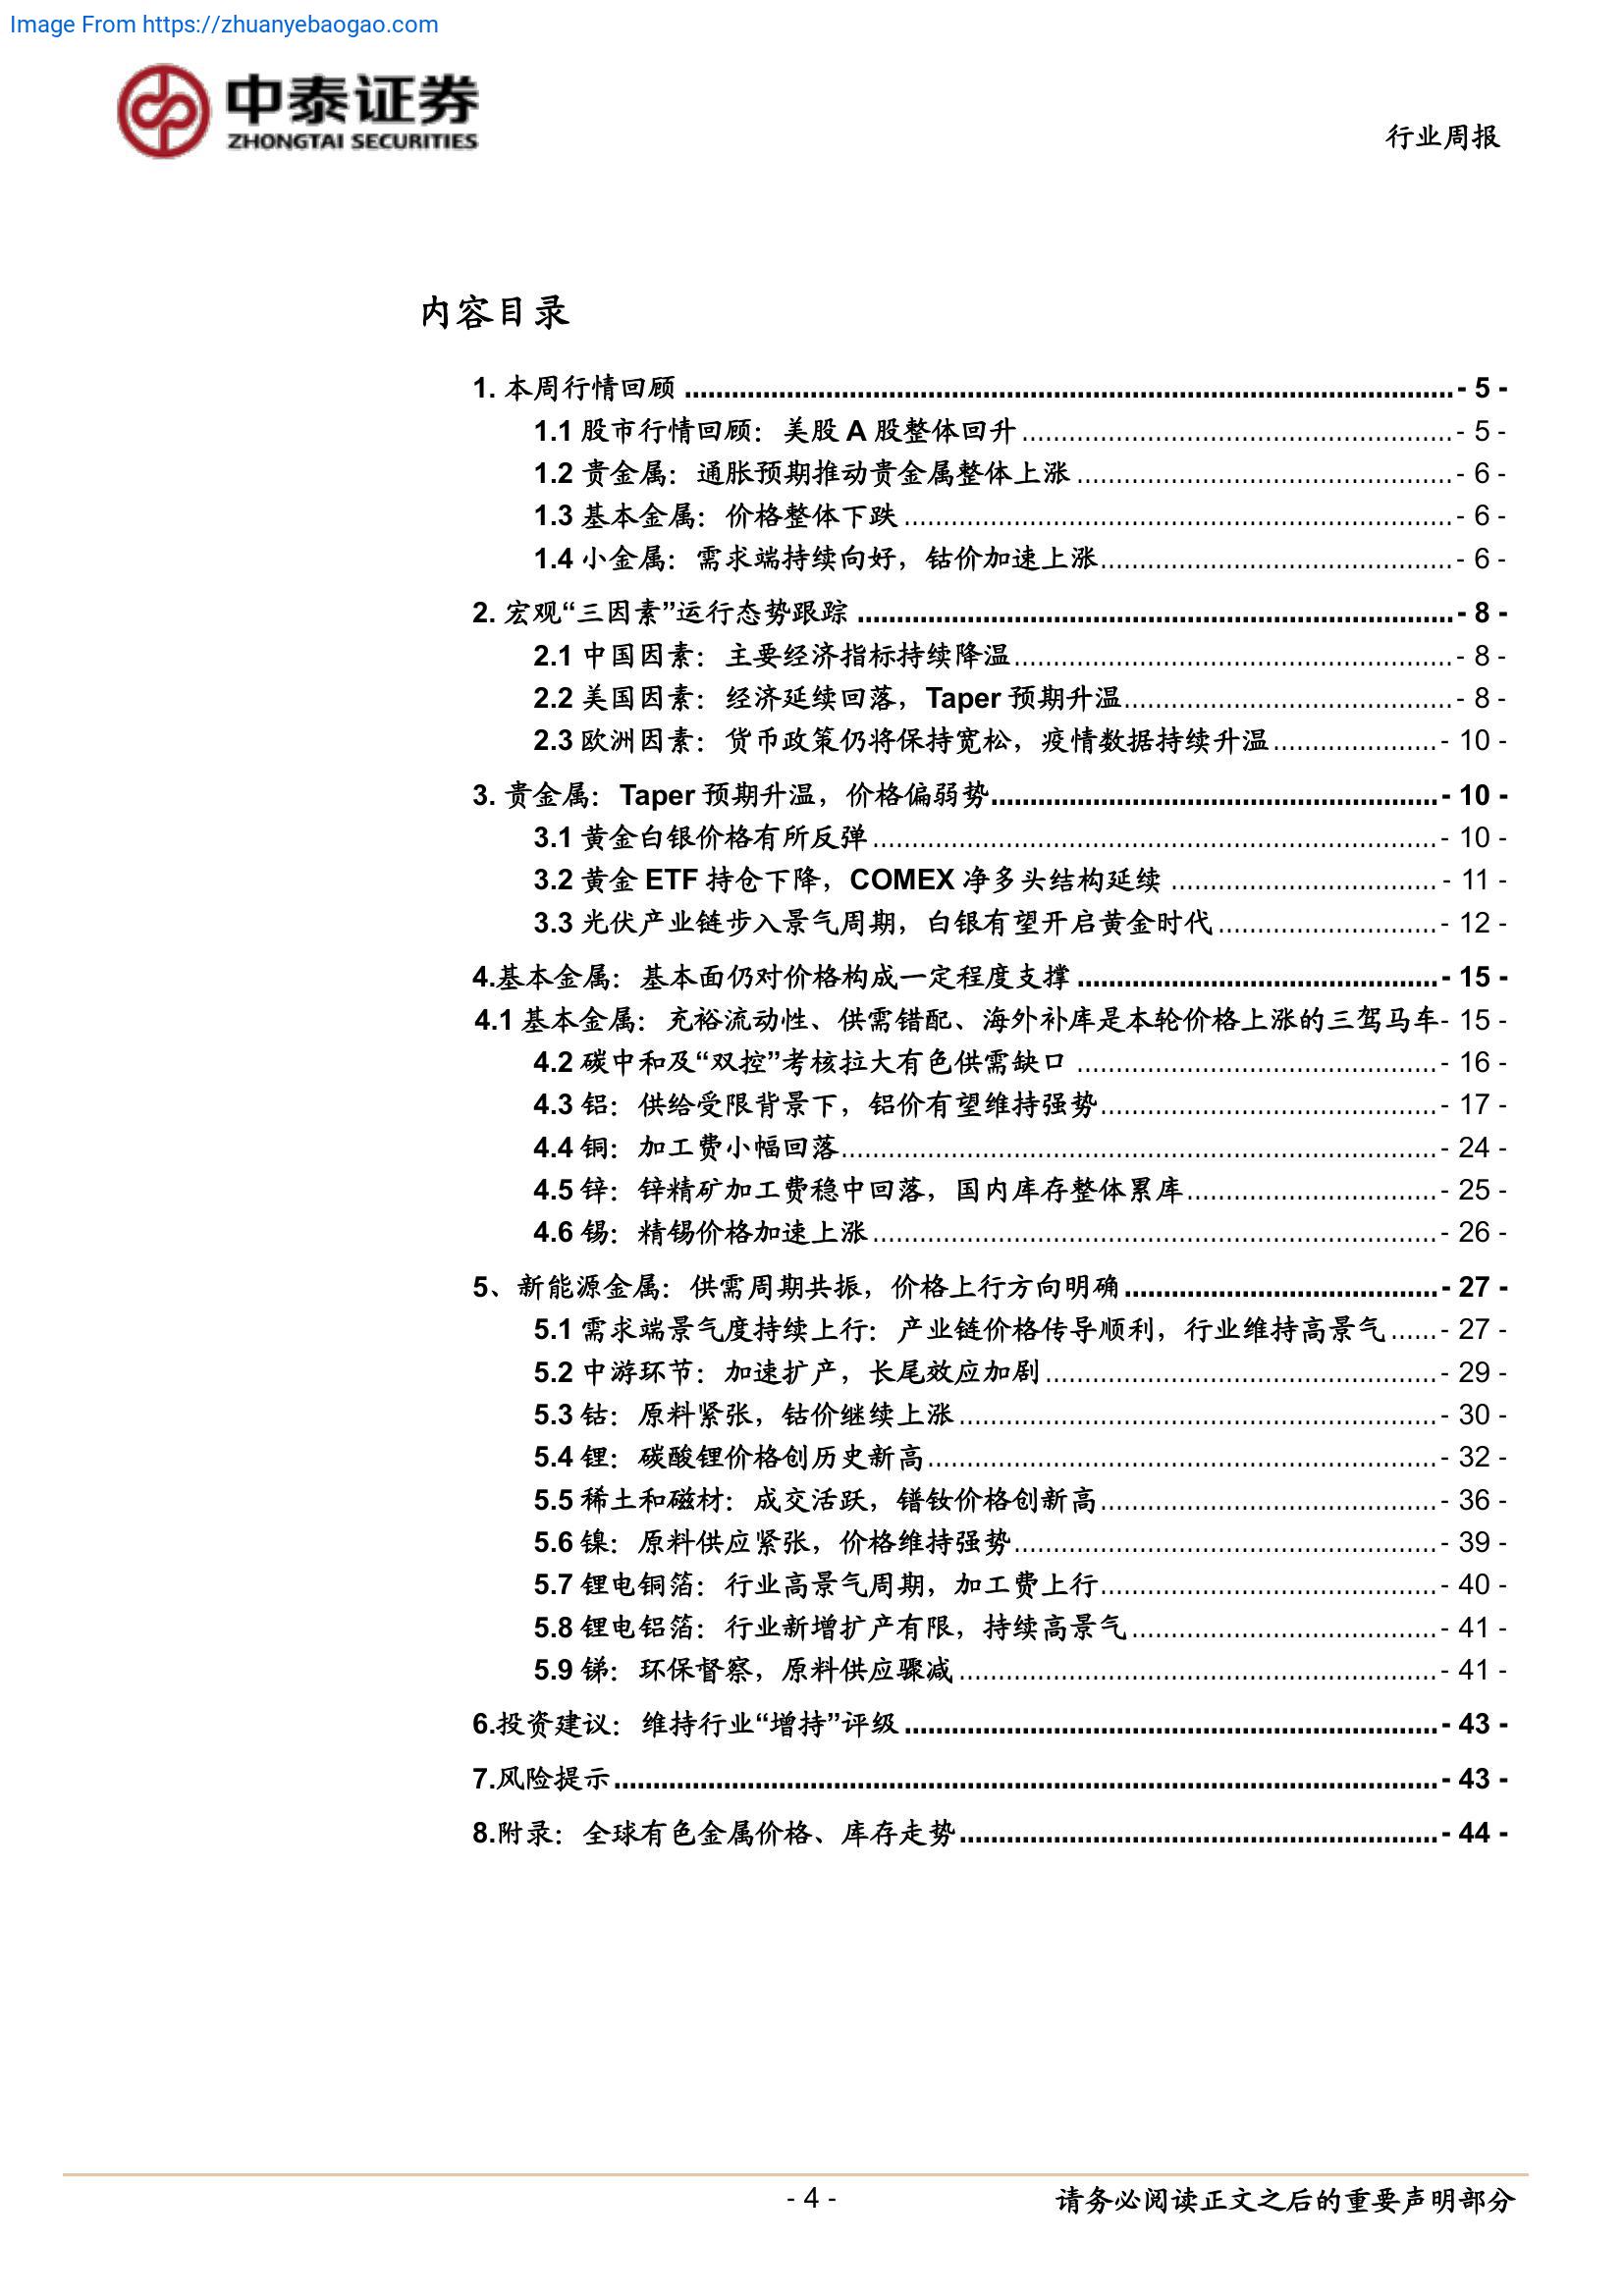 Image From https://zhuanyebaogao.com
中泰证券
ZHONGTAI SECURITIES
行业周报
内容目录
1. 本周行情回顾 ........................................................ - 5 -
1.1 股市行情回顾：美股 A 股整体回升 ........................................................ - 5 -
1.2 贵金属：通胀预期推动贵金属整体上涨 ........................................................ - 6 -
1.3 基本金属：价格整体下跌 ........................................................ - 6 -
1.4 小金属：需求端持续向好，钴价加速上涨 ........................................................ - 6 -
2. 宏观“三因素”运行态势跟踪 ........................................................ - 8 -
2.1 中国因素：主要经济指标持续降温 ........................................................ - 8 -
2.2 美国因素：经济延续回落，Taper 预期升温 ........................................................ - 8 -
2.3 欧洲因素：货币政策仍将保持宽松，疫情数据持续升温 ..................... - 10 -
3. 贵金属：Taper 预期升温，价格偏弱势 ........................................................ - 10 -
3.1 黄金白银价格有所反弹 ........................................................ - 10 -
3.2 黄金 ETF 持仓下降，COMEX 净多头结构延续 .................................. - 11 -
3.3 光伏产业链步入景气周期，白银有望开启黄金时代 ............................ - 12 -
4.基本金属：基本面仍对价格构成一定程度支撑 .............................................. - 15 -
4.1 基本金属：充裕流动性、供需错配、海外补库是本轮价格上涨的三驾马车- 15 -
4.2 碳中和及“双控”考核拉大有色供需缺口 .............................................. - 16 -
4.3 铝：供给受限背景下，铝价有望维持强势 ........................................... - 17 -
4.4 铜：加工费小幅回落 ........................................................ - 24 -
4.5 锌：锌精矿加工费稳中回落，国内库存整体累库 ................................ - 25 -
4.6 锡：精锡价格加速上涨 ........................................................ - 26 -
5、新能源金属：供需周期共振，价格上行方向明确 ........................................ - 27 -
5.1 需求端景气度持续上行：产业链价格传导顺利，行业维持高景气 ...... - 27 -
5.2 中游环节：加速扩产，长尾效应加剧 .................................................. - 29 -
5.3 钴：原料紧张，钴价继续上涨 ........................................................ - 30 -
5.4 锂：碳酸锂价格创历史新高 ........................................................ - 32 -
5.5 稀土和磁材：成交活跃，镨钕价格创新高 ........................................... - 36 -
5.6 镍：原料供应紧张，价格维持强势 ...................................................... - 39 -
5.7 锂电铜箔：行业高景气周期，加工费上行 ........................................... - 40 -
5.8 锂电铝箔：行业新增扩产有限，持续高景气 ....................................... - 41 -
5.9 锑：环保督察，原料供应骤减 ........................................................ - 41 -
6.投资建议：维持行业“增持”评级 ........................................................ - 43 -
7.风险提示 ........................................................ - 43 -
8.附录：全球有色金属价格、库存走势 ........................................................ - 44 -
- 4 -
请务必阅读正文之后的重要声明部分